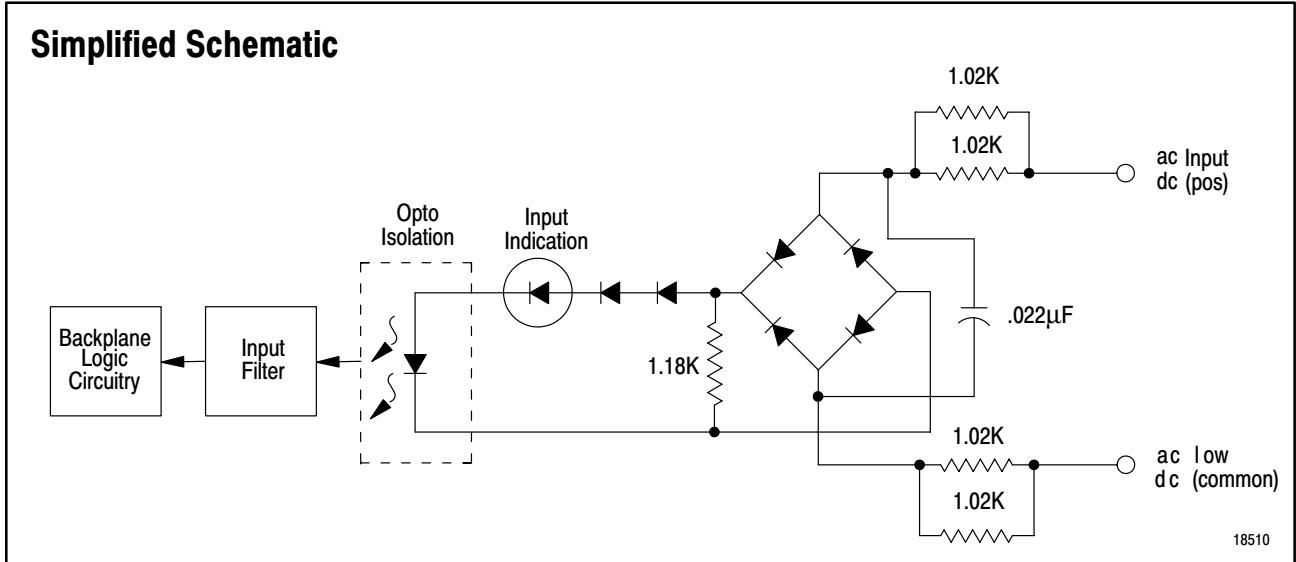 Simplified Schematic
1.02K
1.02K
ac Input
dc (pos)
Opto
Isolation
Input
Indication
.022µF
Backplane
Logic
Circuitry
Input
Filter
1.18K
1.02K
ac low
dc (common)
1.02K
18510